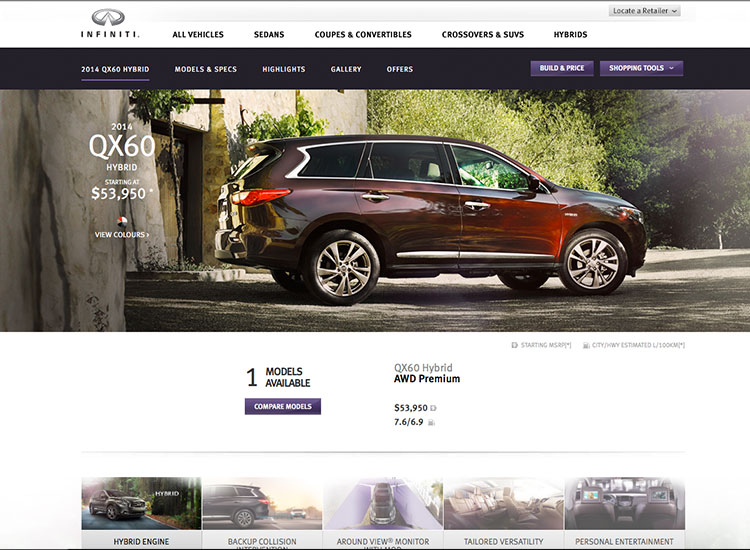 Locate a Retailer
INFINITI.
ALL VEHICLES SEDANS COUPES & CONVERTIBLES CROSSOVERS & SUVS HYBRIDS
2014 QX60 HYBRID MODELS & SPECS HIGHLIGHTS GALLERY OFFERS BUILD & PRICE SHOPPING TOOLS
2014
QX60
HYBRID
STARTING AT
$53,950 *
VIEW COLOURS >
STARTING MSRP[*] CITY/HWY ESTIMATED L/100KM[*]
1 MODELS
AVAILABLE
COMPARE MODELS
QX60 Hybrid
AWD Premium
$53,950
7.6/6.9
HYBRID
HYBRID ENGINE
BACKUP COLLISION
INTERVENTION
AROUND VIEW® MONITOR
WITH MOD
TAILORED VERSATILITY
PERSONAL ENTERTAINMENT